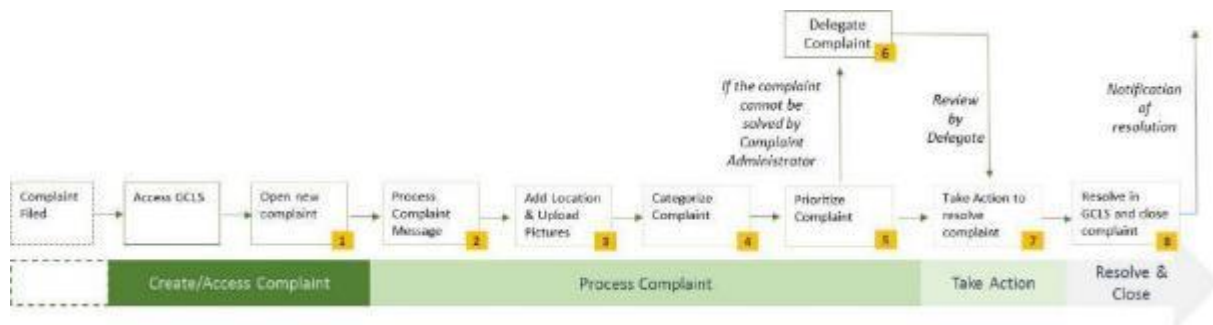 Delegate
Complaint
6
If the complaint
cannot be
solved by
Complaint
Administrator
Review
by
Delegate
Notification
of
resolution
Complaint
Filed
Access GCLS
Open new
complaint
1
Process
Complaint
Message
2
Add Location
& Upload
Pictures
3
Categorize
Complaint
4
Prioritize
Complaint
5
Take Action to
resolve
complaint
7
Resolve in
GCLS and close
complaint
8
Create/Access Complaint
Process Complaint
Take Action
Resolve &
Close